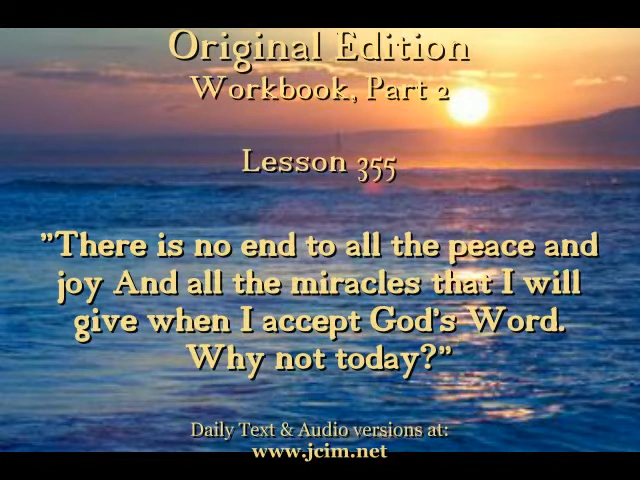 Original Edition
Workbook, Part 2
Lesson 355
"There is no end to all the peace and
joy And all the miracles that I will
give when I accept God's Word.
Why not today?"
Daily Text & Audio versions at:
www.jcim.net